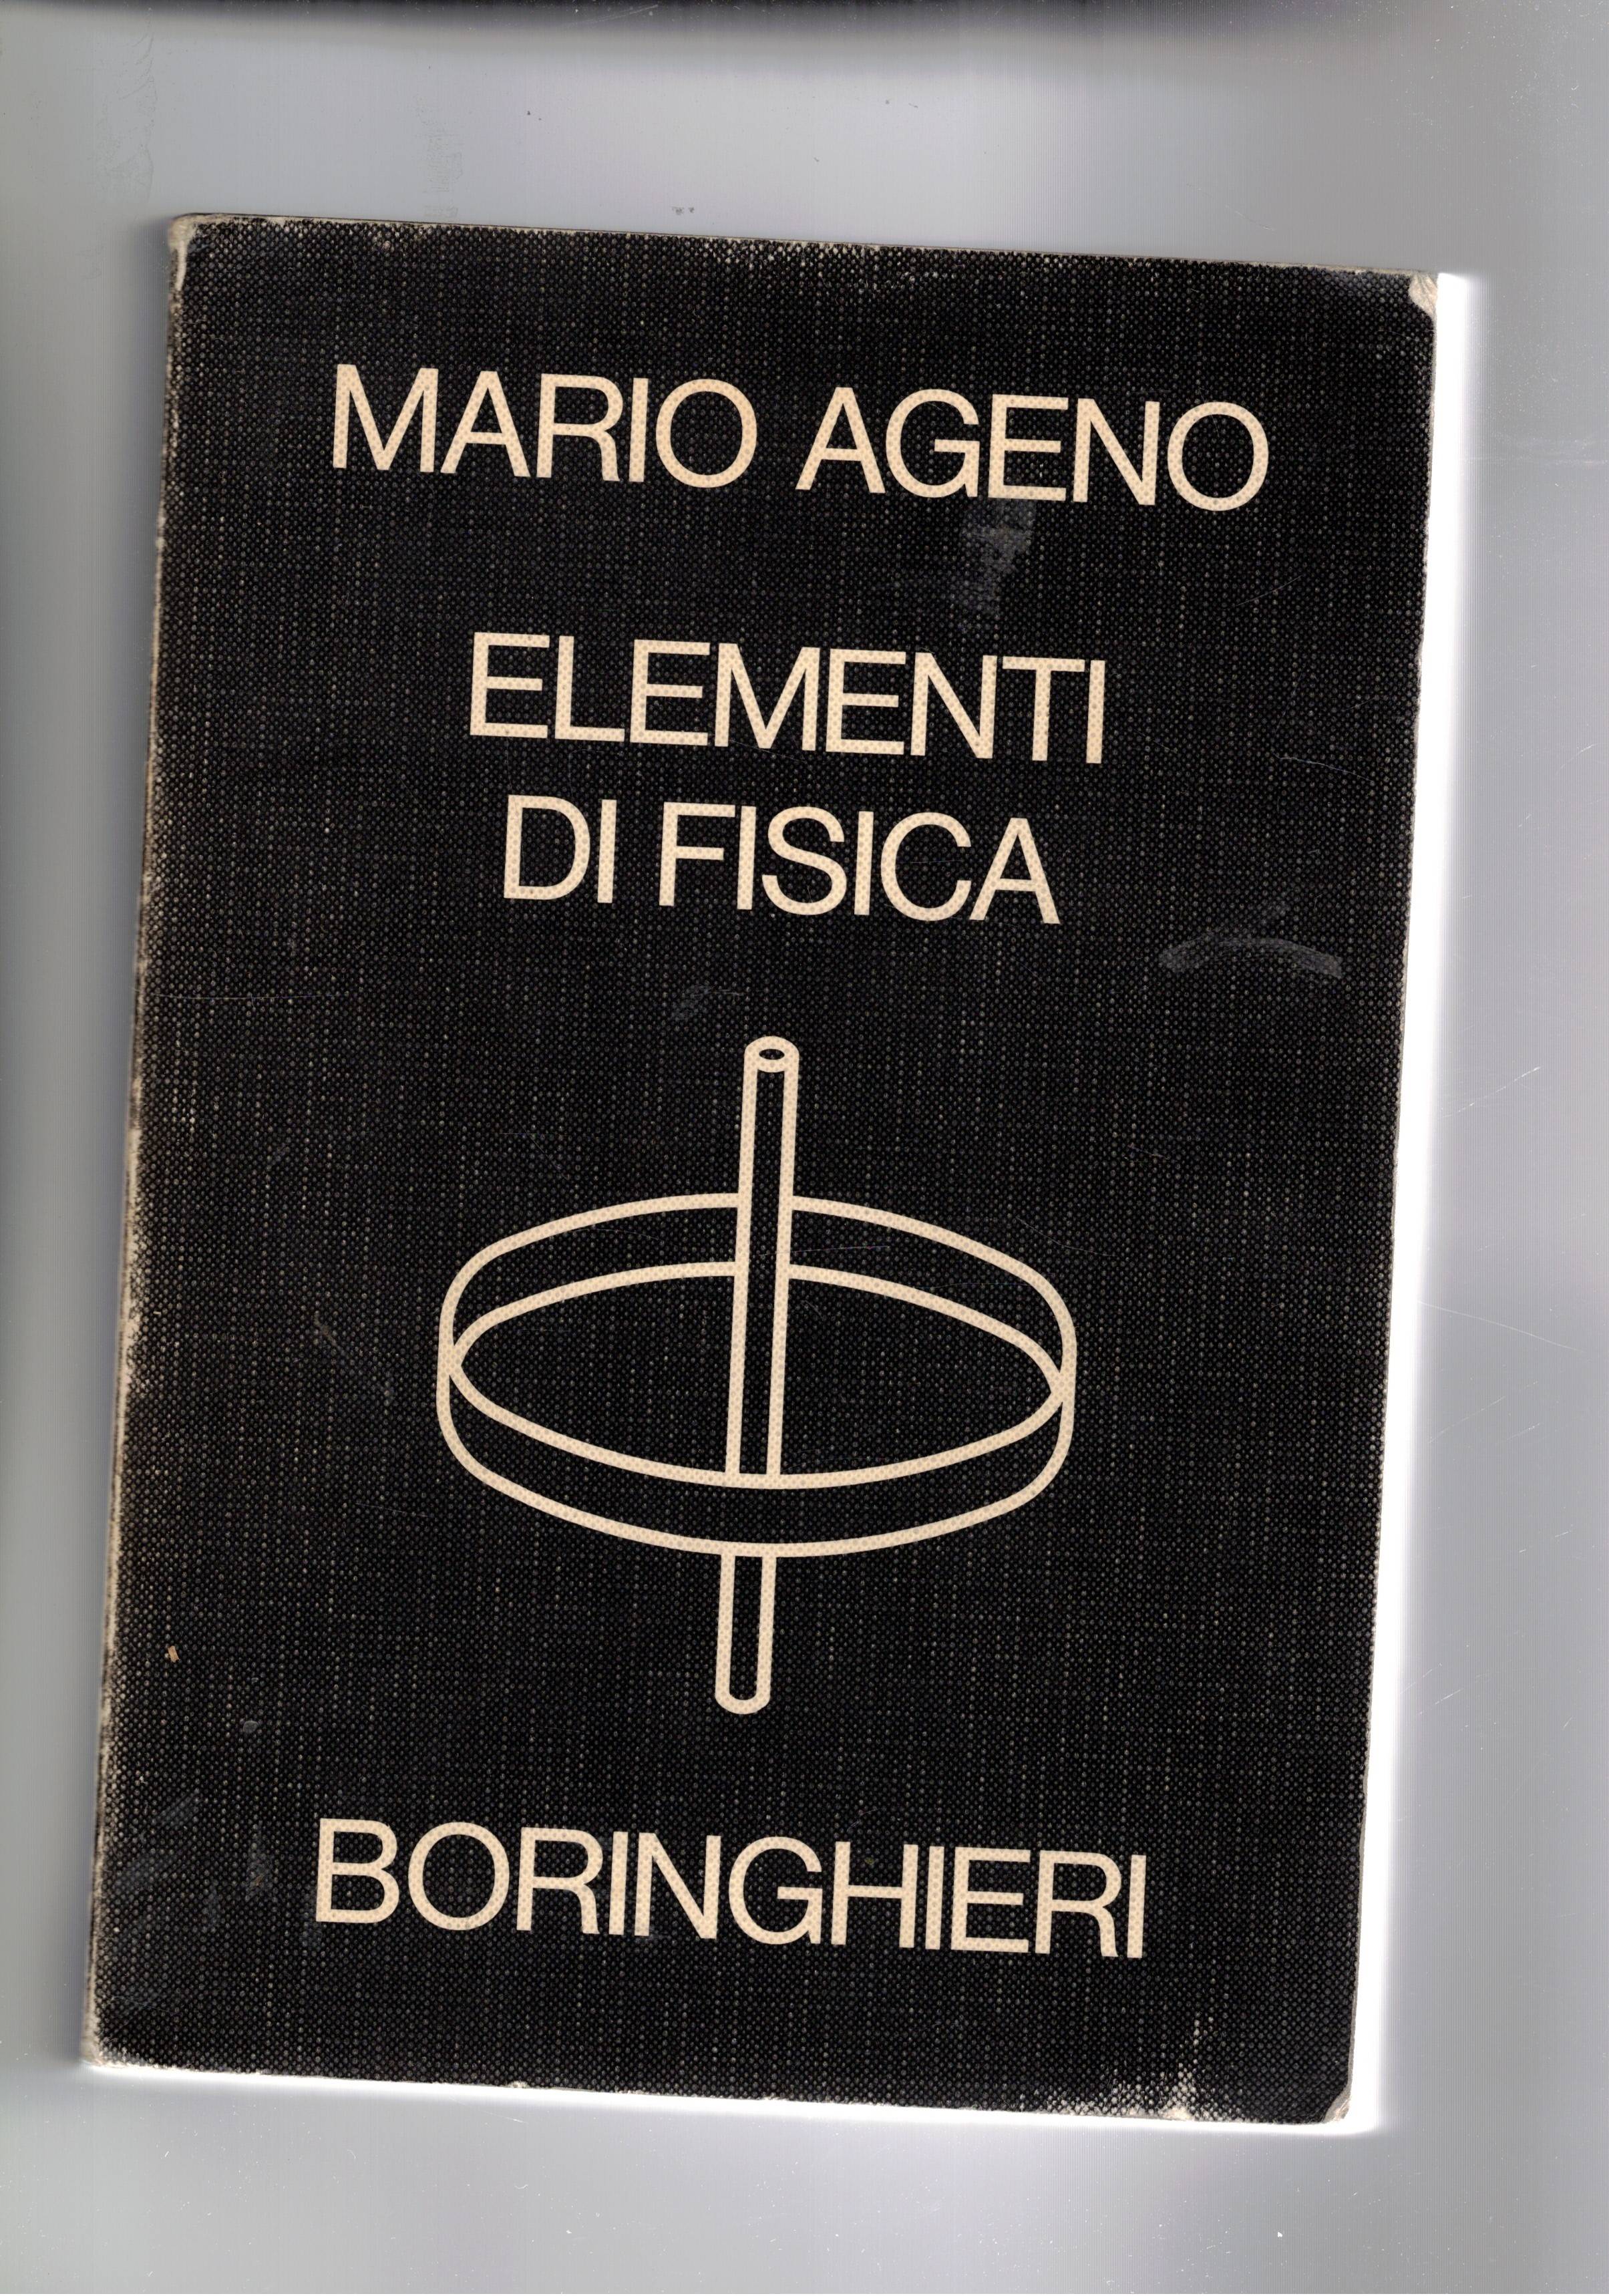 MARIO AGENO
ELEMENTI
DI FISICA
BORINGHIERI